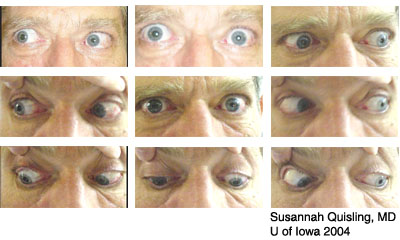 Susannah Quisling, MD
U of Iowa 2004